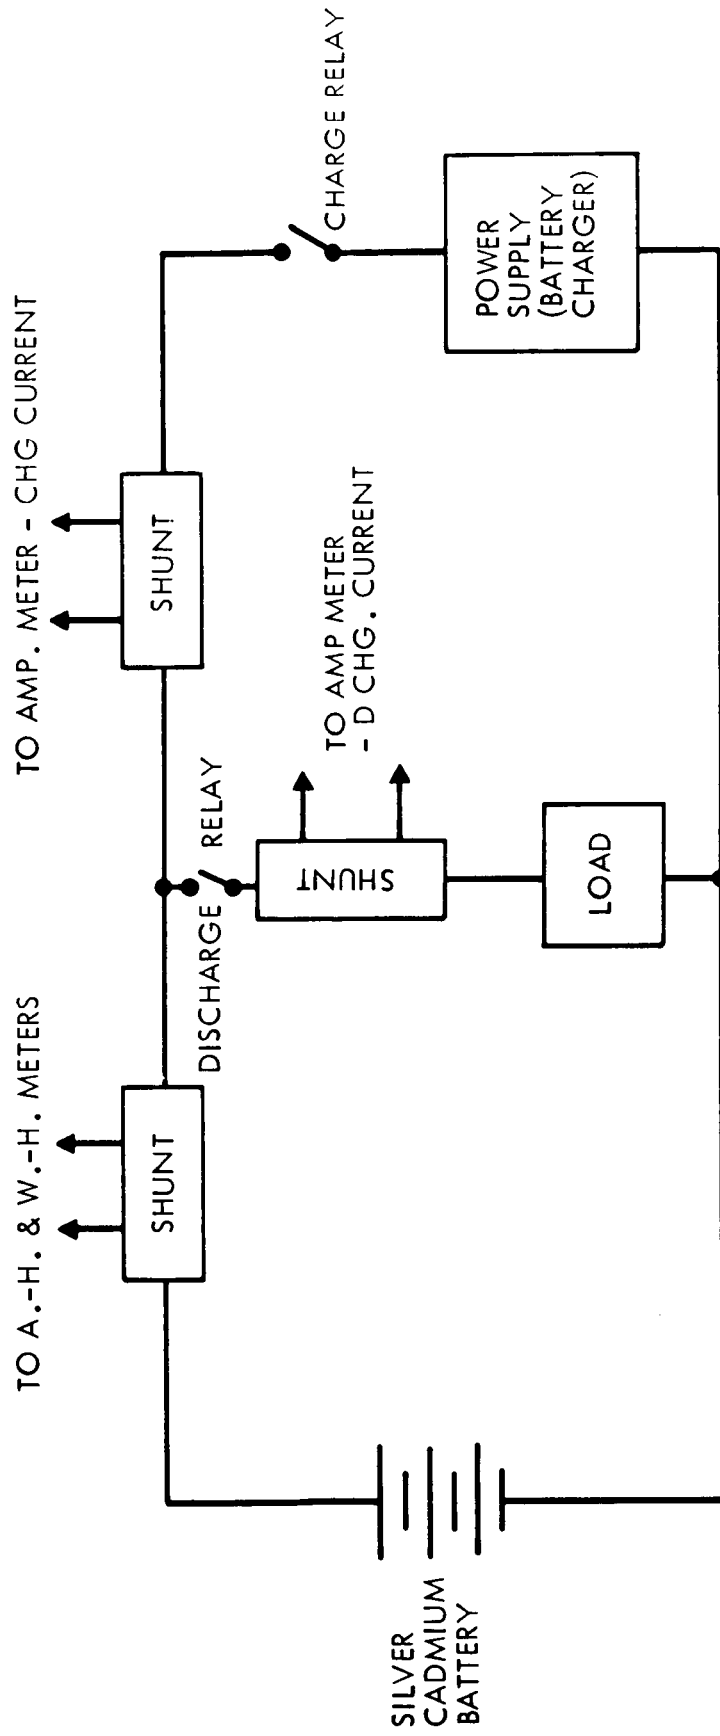 TO A.-H. & W.-H. METERS
TO AMP. METER - CHG CURRENT
SHUNT
SHUNT
DISCHARGE RELAY
CHARGE RELAY
SHUNT
TO AMP METER
- D CHG. CURRENT
SILVER
CADMIUM
BATTERY
LOAD
POWER
SUPPLY
(BATTERY
CHARGER)